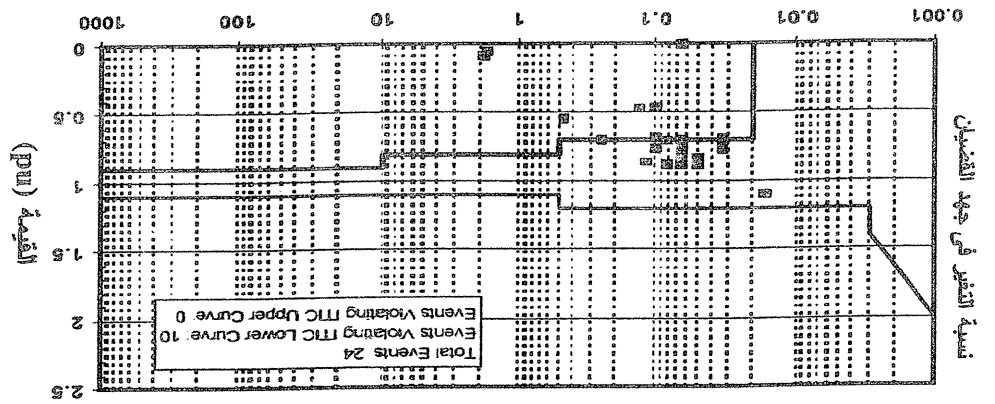 2.5
2
1.5
1
0.5
0
0.001
0.01
0.1
1
10
100
1000
Total Events 24
Events Violating ITIC Lower Curve: 10
Events Violating ITIC Upper Curve: 0
نسبة التغير فى جهد القضبان
القيمة (pu)